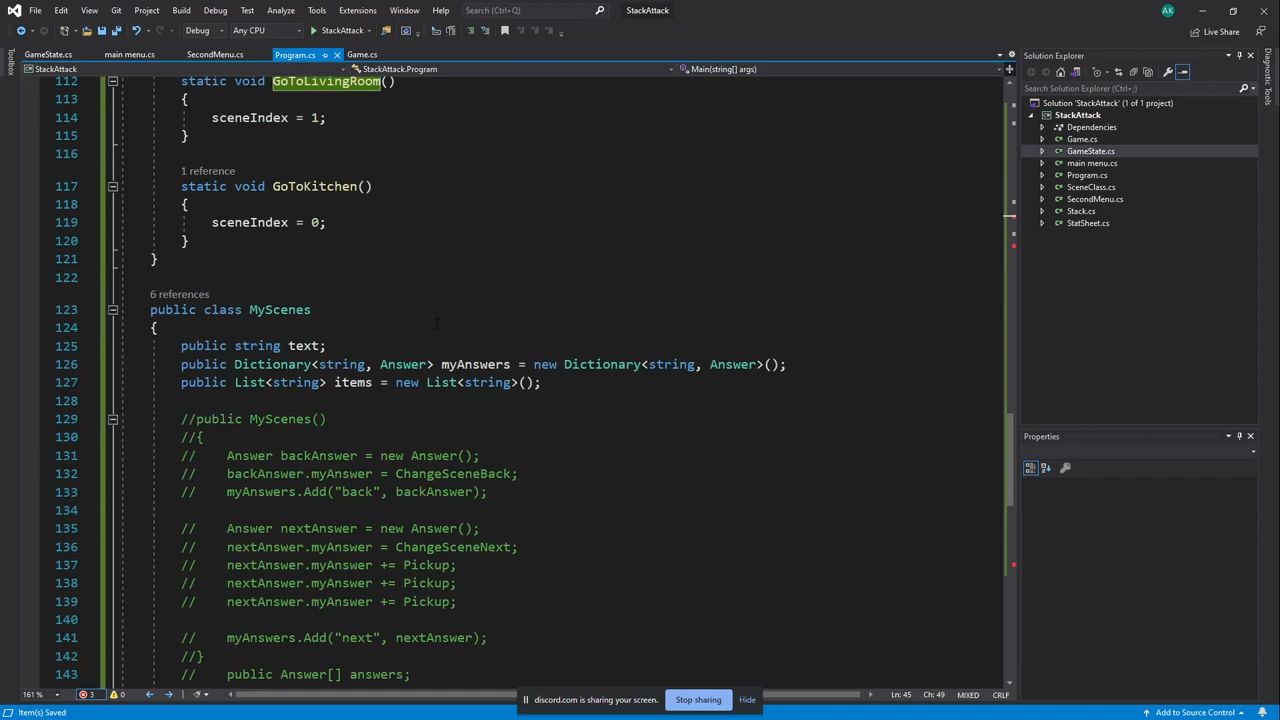 File Edit View Git Project Build Debug Test Analyze Tools Extensions Window Help Search (Ctrl+Q) StackAttack AK
Debug Any CPU StackAttack Live Share
GameState.cs main menu.cs SecondMenu.cs Program.cs Game.cs
StackAttack StackAttack.Program Main(string[] args)
Toolbox
112 static void GoToLivingRoom()
113 {
114 sceneIndex = 1;
115 }
116
1 reference
117 static void GoToKitchen()
118 {
119 sceneIndex = 0;
120 }
121 }
122
6 references
123 public class MyScenes
124 {
125 public string text;
126 public Dictionary<string, Answer> myAnswers = new Dictionary<string, Answer>();
127 public List<string> items = new List<string>();
128
129 //public MyScenes()
130 //{
131 // Answer backAnswer = new Answer();
132 // backAnswer.myAnswer = ChangeSceneBack;
133 // myAnswers.Add("back", backAnswer);
134
135 // Answer nextAnswer = new Answer();
136 // nextAnswer.myAnswer = ChangeSceneNext;
137 // nextAnswer.myAnswer += Pickup;
138 // nextAnswer.myAnswer += Pickup;
139 // nextAnswer.myAnswer += Pickup;
140
141 // myAnswers.Add("next", nextAnswer);
142 //}
143 // public Answer[] answers;
Solution Explorer
Search Solution Explorer (Ctrl+;)
Solution 'StackAttack' (1 of 1 project)
StackAttack
Dependencies
Game.cs
GameState.cs
main menu.cs
Program.cs
SceneClass.cs
SecondMenu.cs
Stack.cs
StatSheet.cs
Properties
Diagnostic Tools
161 % 3 0 Ln: 45 Ch: 49 MIXED CRLF
discord.com is sharing your screen. Stop sharing Hide
Item(s) Saved Add to Source Control